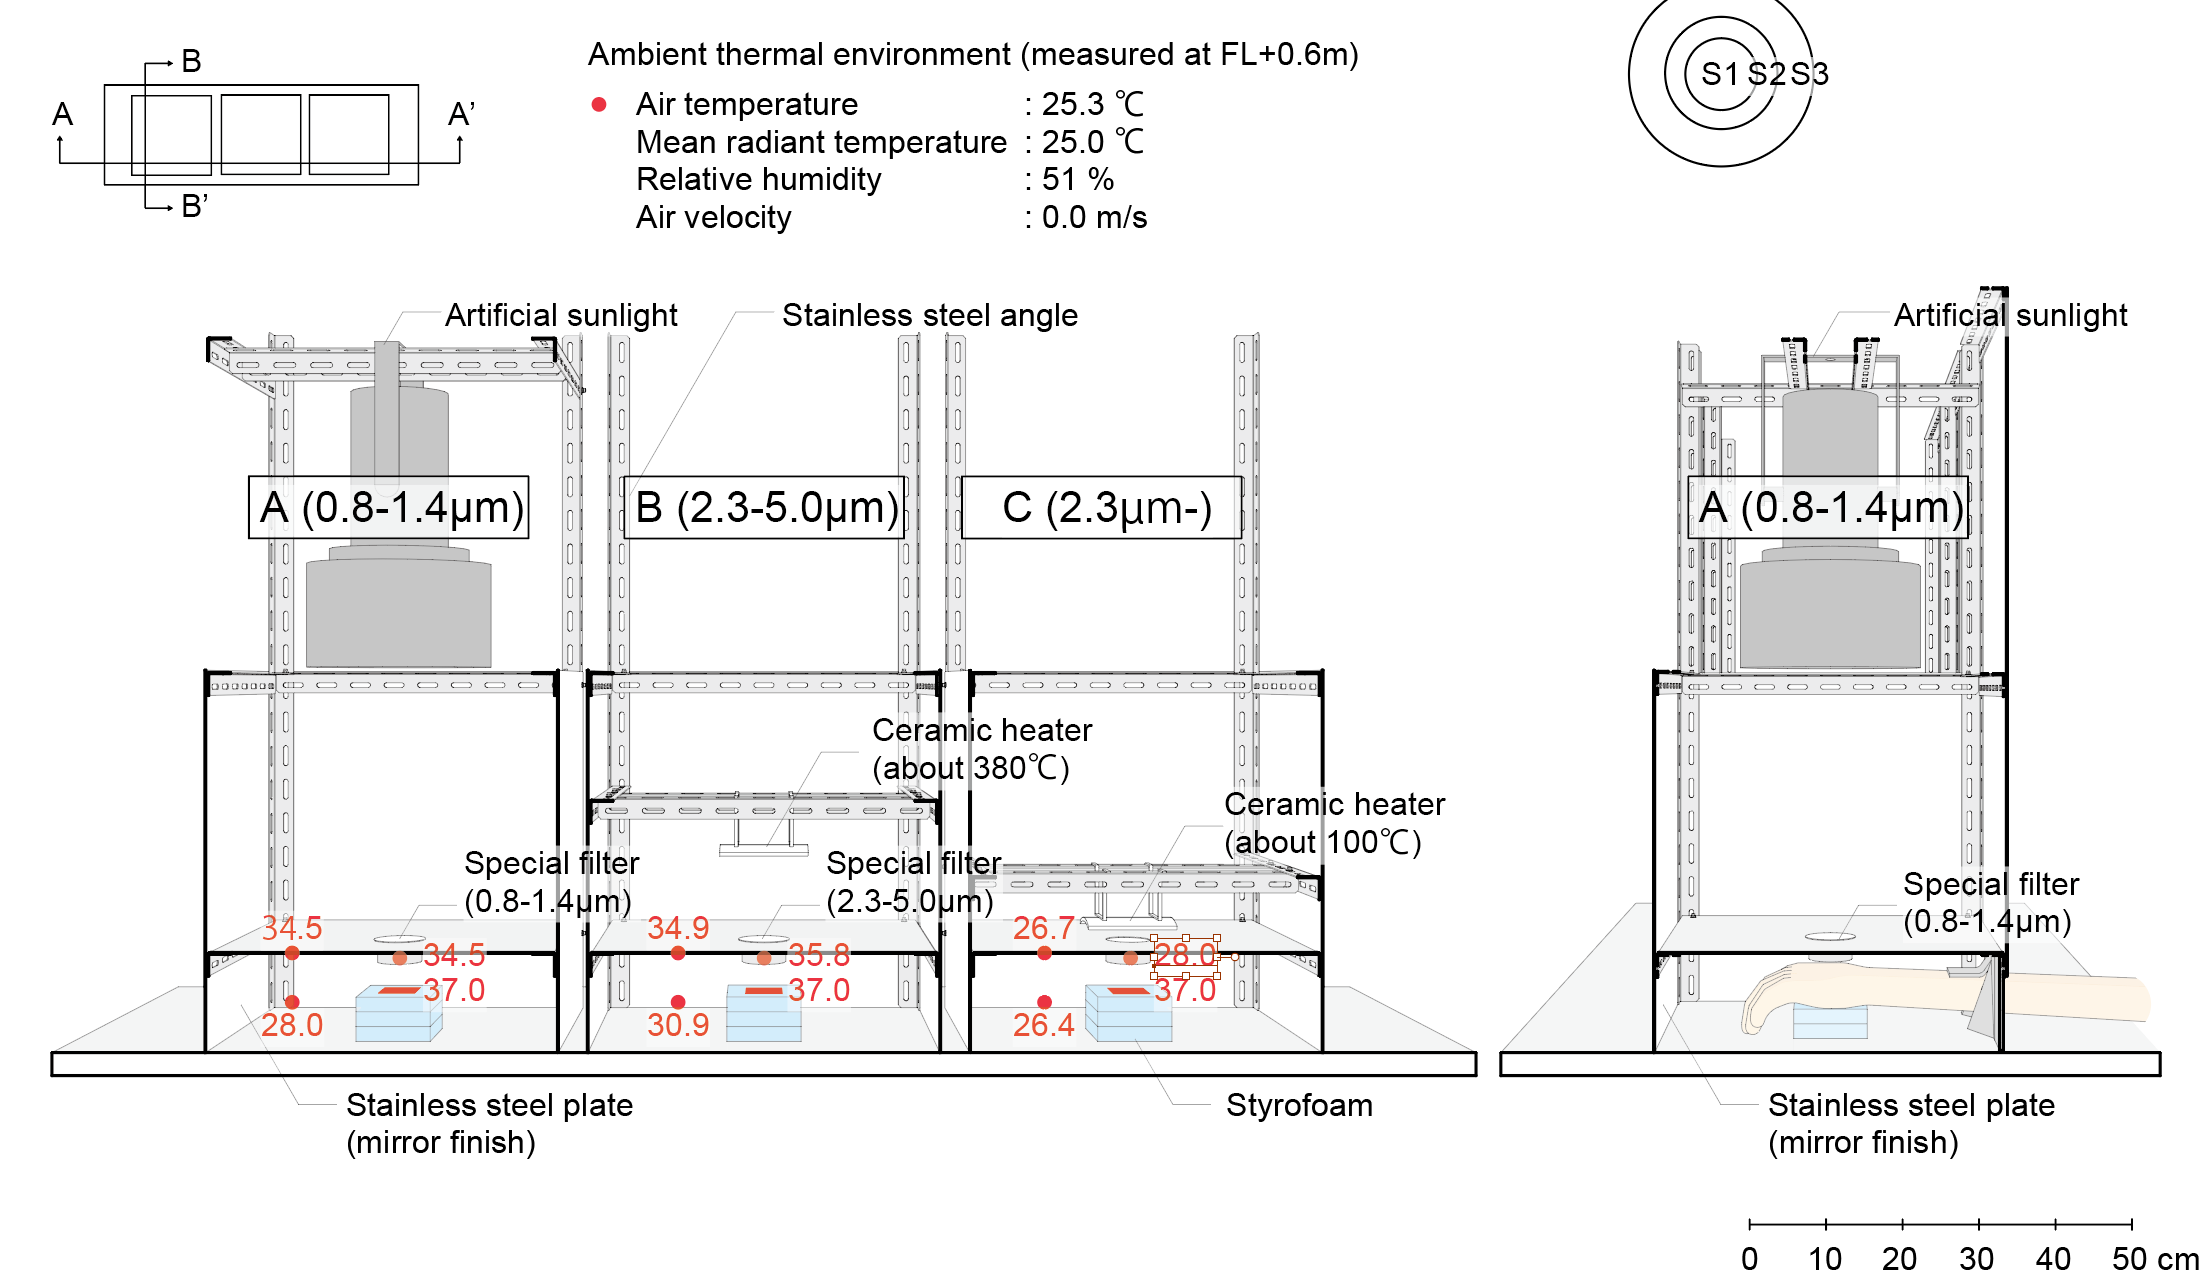 B
A
A’
B’
Ambient thermal environment (measured at FL+0.6m)
Air temperature : 25.3 ℃
Mean radiant temperature : 25.0 ℃
Relative humidity : 51 %
Air velocity : 0.0 m/s
S1 S2 S3
Artificial sunlight
Stainless steel angle
Artificial sunlight
A (0.8-1.4μm)
B (2.3-5.0μm)
C (2.3μm-)
A (0.8-1.4μm)
Ceramic heater
(about 380℃)
Ceramic heater
(about 100℃)
Special filter
(0.8-1.4μm)
Special filter
(2.3-5.0μm)
Special filter
(0.8-1.4μm)
34.5
34.5
37.0
28.0
34.9
35.8
37.0
30.9
26.7
28.0
37.0
26.4
Stainless steel plate
(mirror finish)
Styrofoam
Stainless steel plate
(mirror finish)
0 10 20 30 40 50 cm